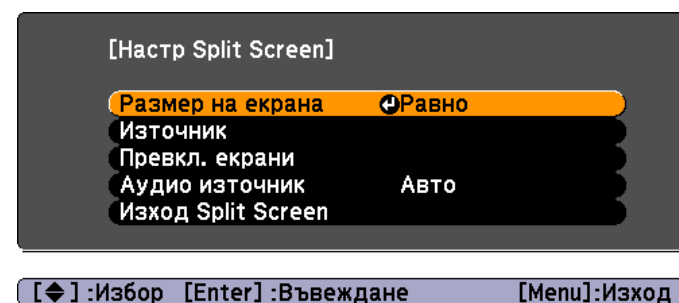 [Настр Split Screen]
Размер на екрана Равно
Източник
Превкл. екрани
Аудио източник Авто
Изход Split Screen
[◆] :Избор [Enter] :Въвеждане [Menu]:Изход